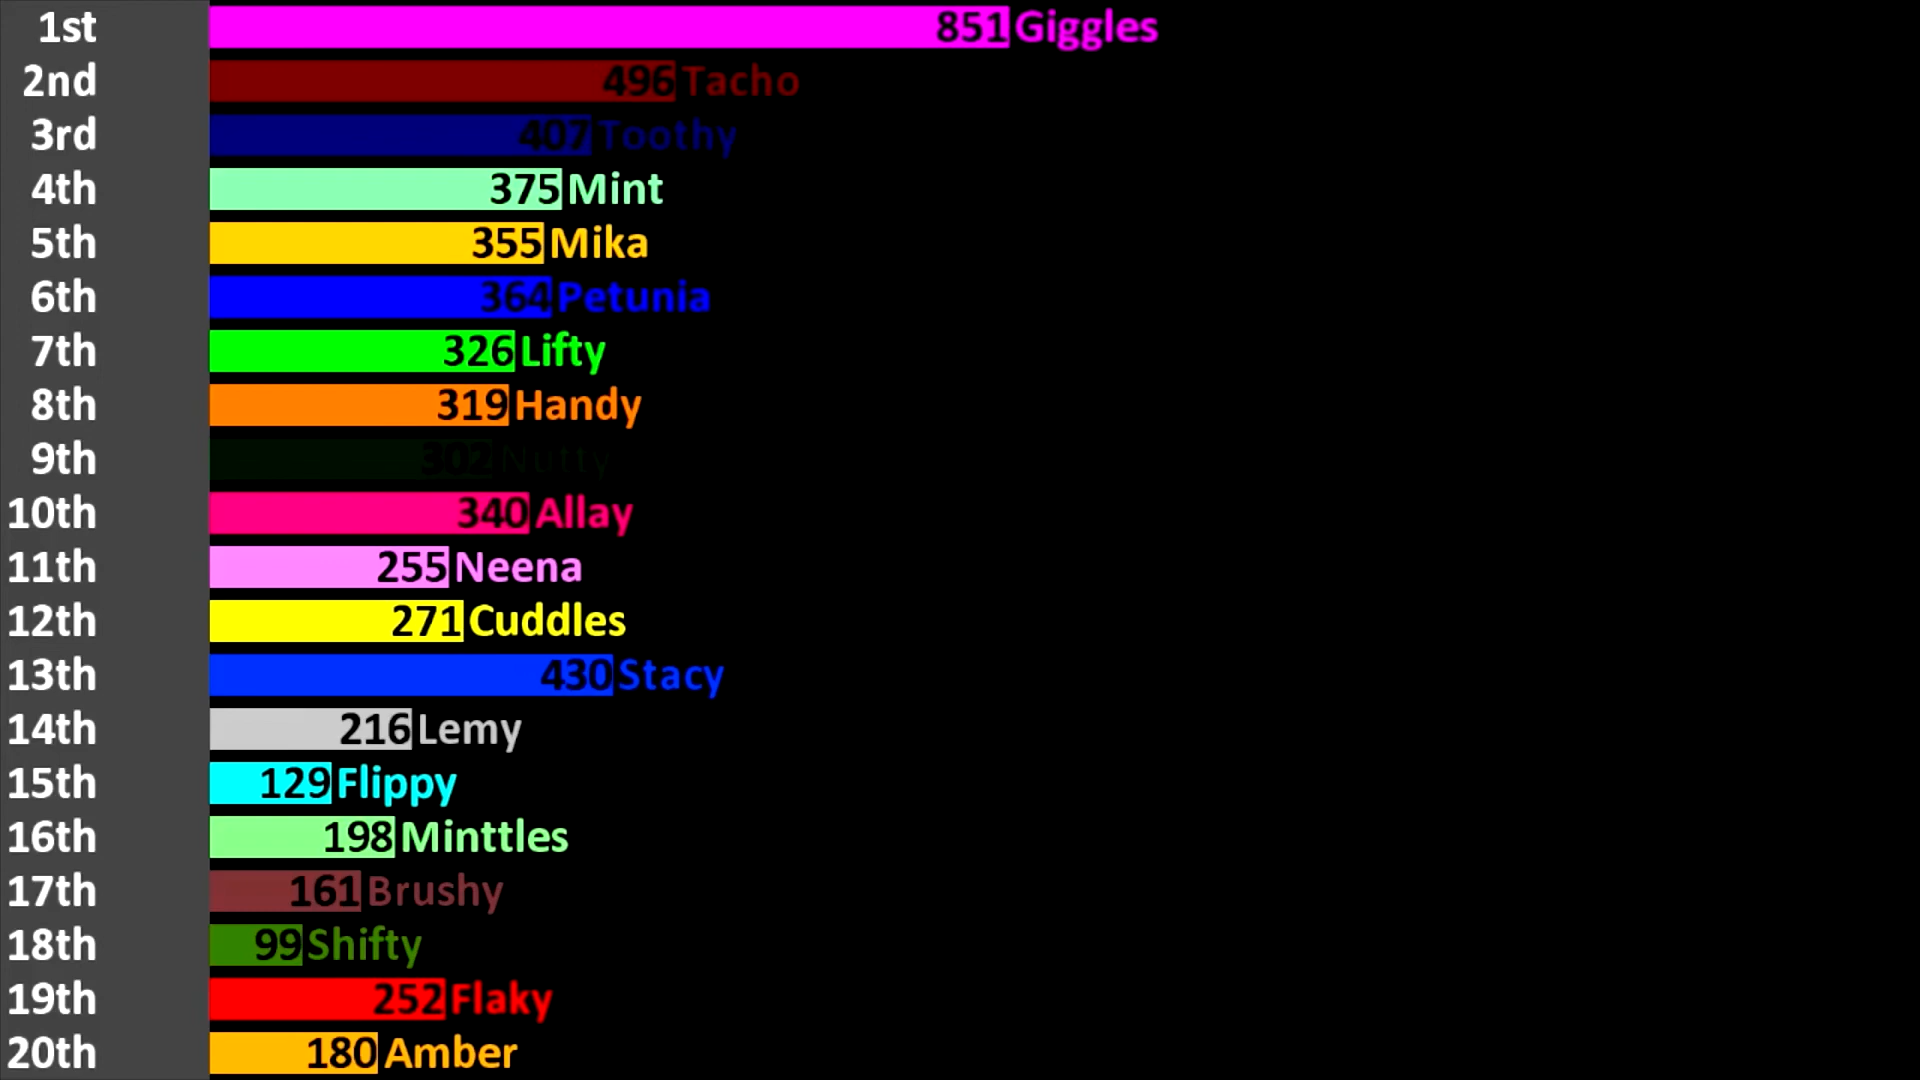 1st 851 Giggles
2nd 496 Tacho
3rd 407 Toothy
4th 375 Mint
5th 355 Mika
6th 364 Petunia
7th 326 Lifty
8th 319 Handy
9th 302 Nutty
10th 340 Allay
11th 255 Neena
12th 271 Cuddles
13th 430 Stacy
14th 216 Lemy
15th 129 Flippy
16th 198 Minttles
17th 161 Brushy
18th 99 Shifty
19th 252 Flaky
20th 180 Amber